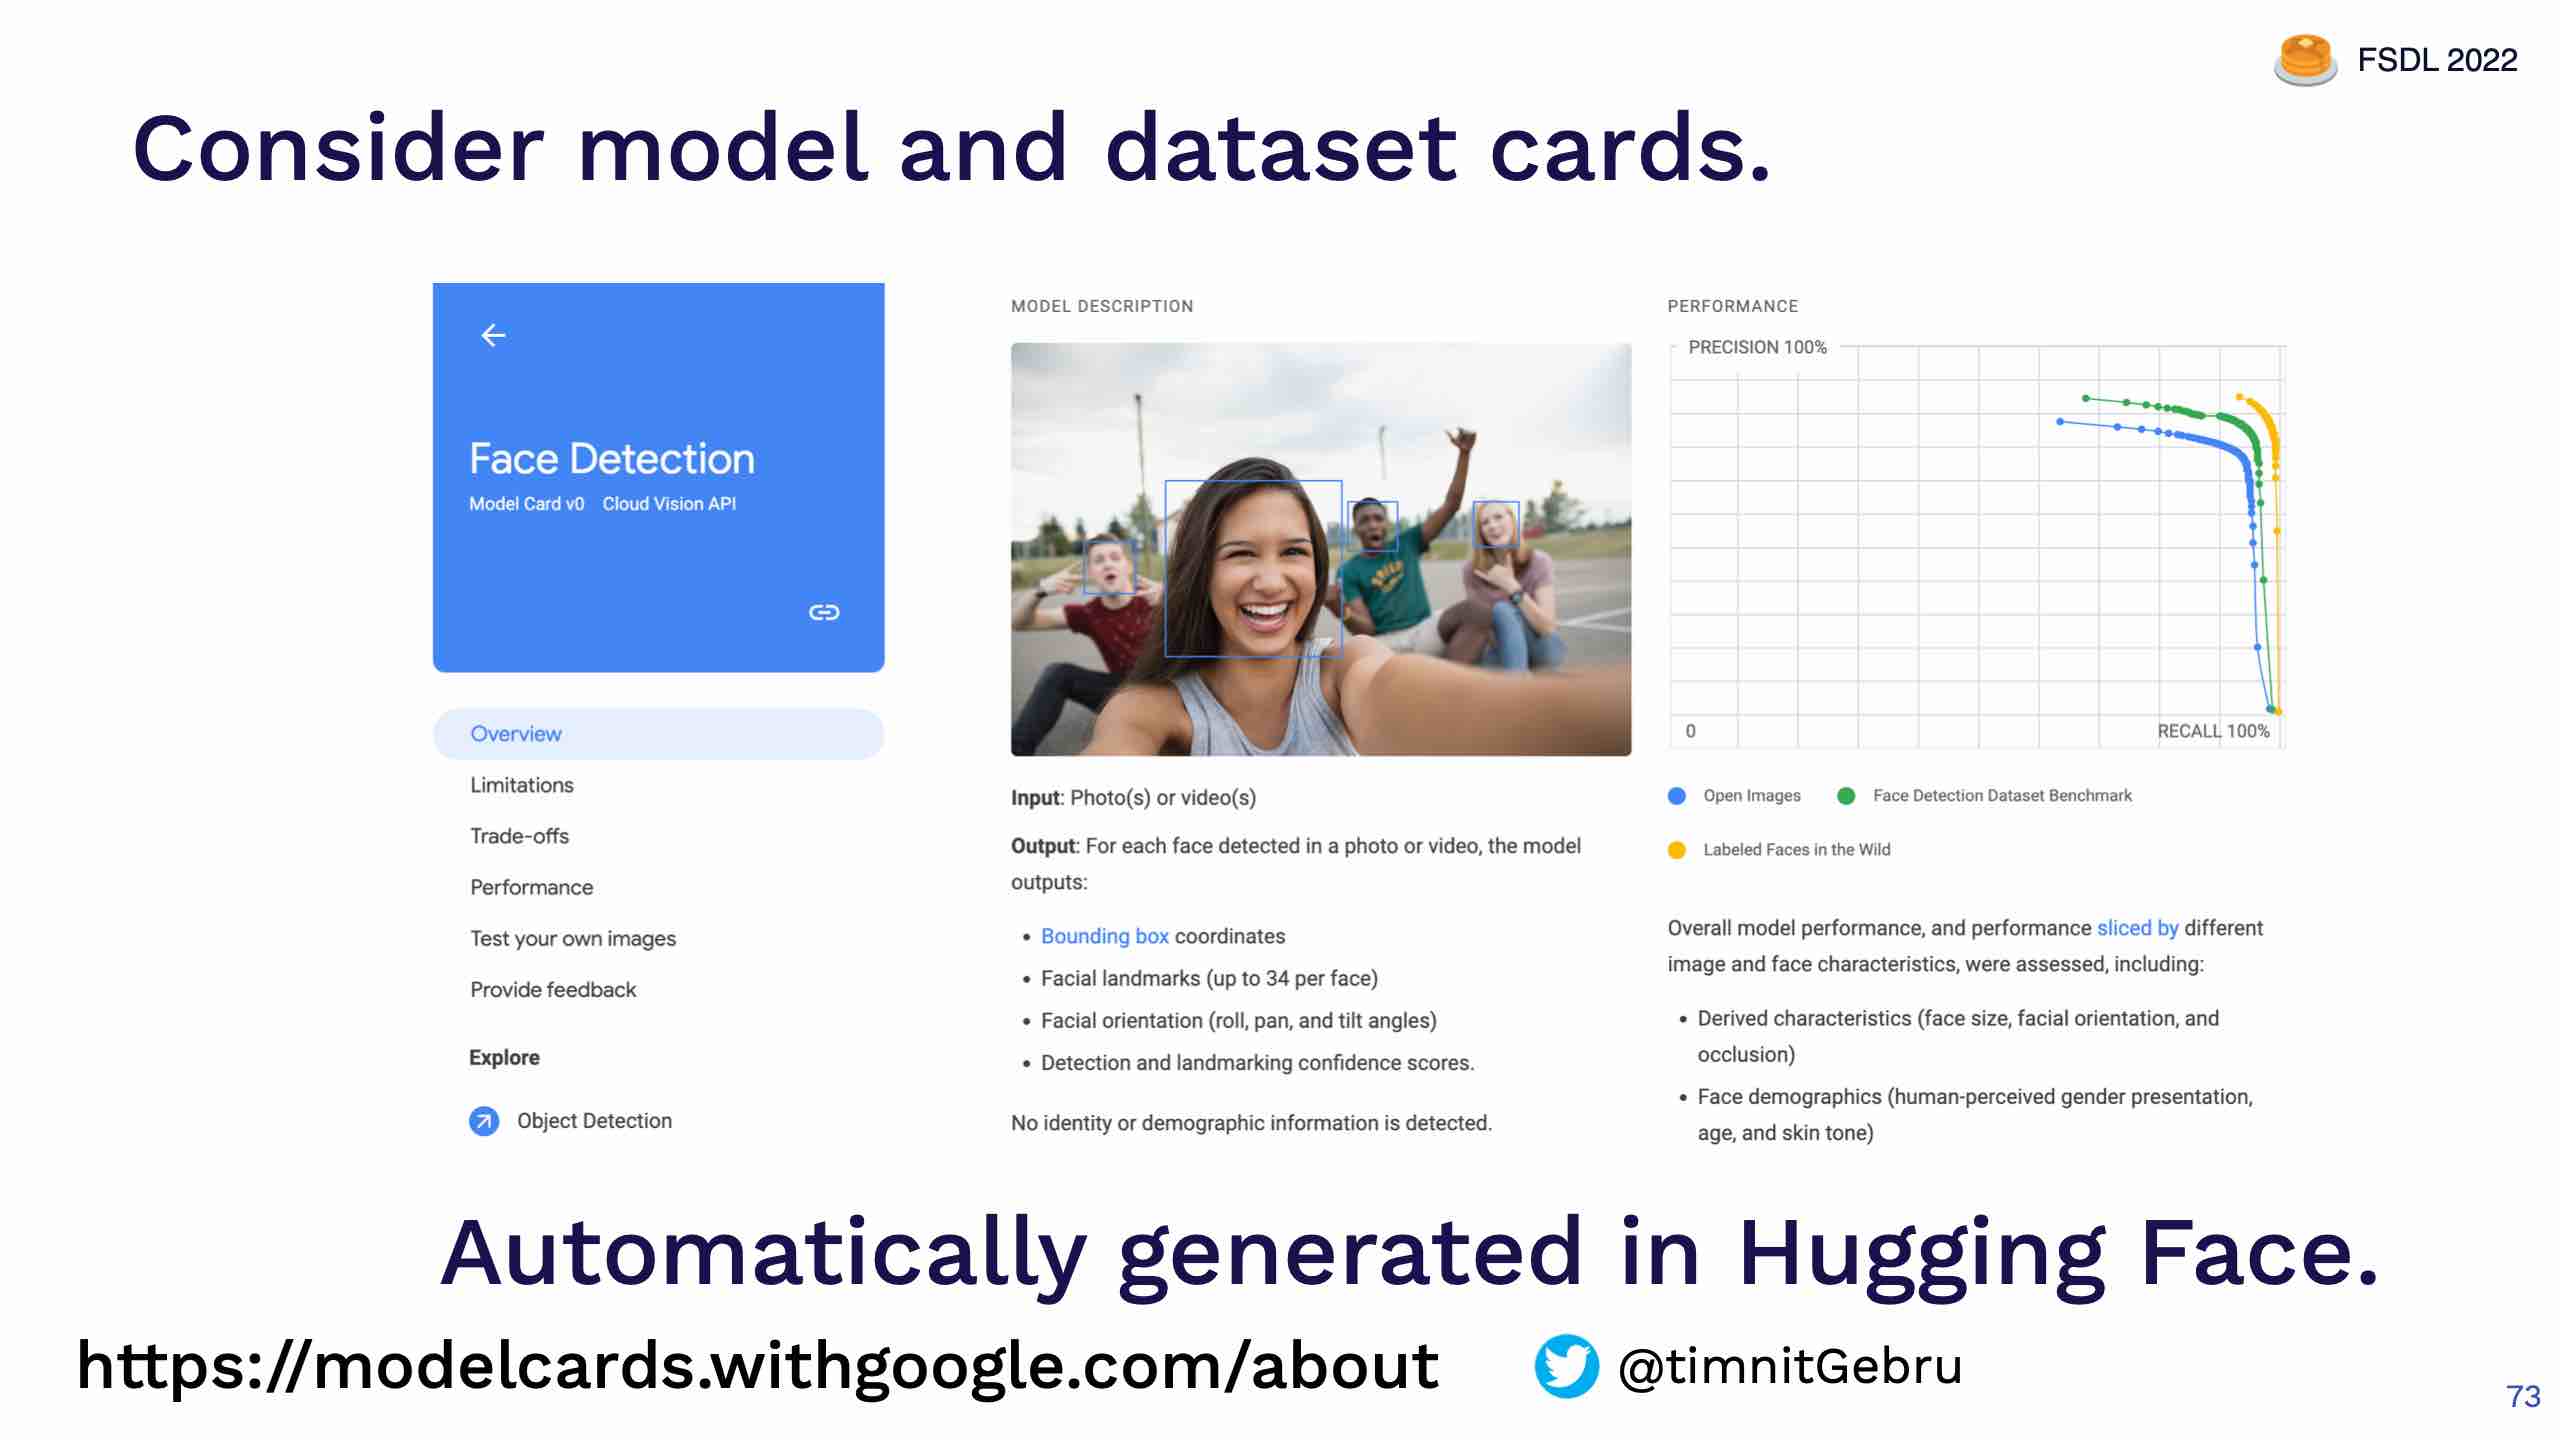 FSDL 2022
Consider model and dataset cards.
Face Detection
Model Card v0 Cloud Vision API
Overview
Limitations
Trade-offs
Performance
Test your own images
Provide feedback
Explore
Object Detection
MODEL DESCRIPTION
Input: Photo(s) or video(s)
Output: For each face detected in a photo or video, the model
outputs:
• Bounding box coordinates
• Facial landmarks (up to 34 per face)
• Facial orientation (roll, pan, and tilt angles)
• Detection and landmarking confidence scores.
No identity or demographic information is detected.
PERFORMANCE
PRECISION 100%
0
RECALL 100%
Open Images
Face Detection Dataset Benchmark
Labeled Faces in the Wild
Overall model performance, and performance sliced by different
image and face characteristics, were assessed, including:
• Derived characteristics (face size, facial orientation, and
occlusion)
• Face demographics (human-perceived gender presentation,
age, and skin tone)
Automatically generated in Hugging Face.
https://modelcards.withgoogle.com/about
@timnitGebru
73